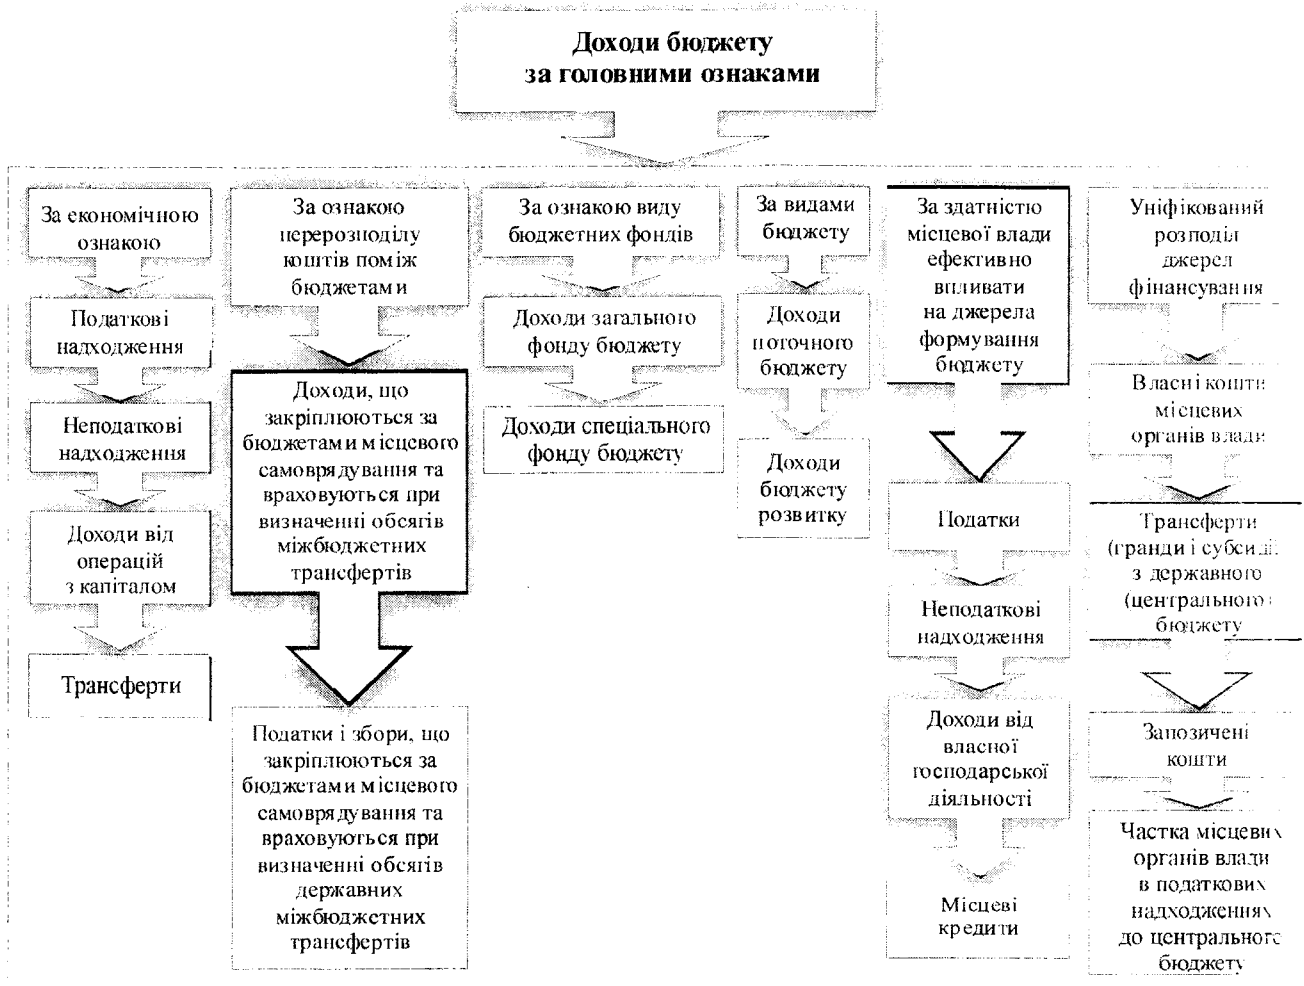 Доходи бюджету
за головними ознаками
За економічною
ознакою
Податкові
надходження
Неподаткові
надходження
Доходи від
операцій
з капіталом
Трансферти
За ознакою
перерозподілу
коштів поміж
бюджетами
Доходи, що
закріплюються за
бюджетами місцевого
самоврядування та
враховуються при
визначенні обсягів
міжбюджетних
трансфертів
Податки і збори, що
закріплюються за
бюджетами місцевого
самоврядування та
враховуються при
визначенні обсягів
державних
міжбюджетних
трансфертів
За ознакою виду
бюджетних фондів
Доходи загального
фонду бюджету
Доходи спеціального
фонду бюджету
За видами
бюджету
Доходи
поточного
бюджету
Доходи
бюджету
розвитку
За здатністю
місцевої влади
ефективно
впливати
на джерела
формування
бюджету
Податки
Неподаткові
надходження
Доходи від
власної
господарської
діяльності
Місцеві
кредити
Уніфікований
розподіл
джерел
фінансування
Власні кошти
місцевих
органів влади
Трансферти
(гранди і субсидії
з державного
(центрального)
бюджету
Запозичені
кошти
Частка місцевих
органів влади
в податкових
надходженнях
до центрального
бюджету